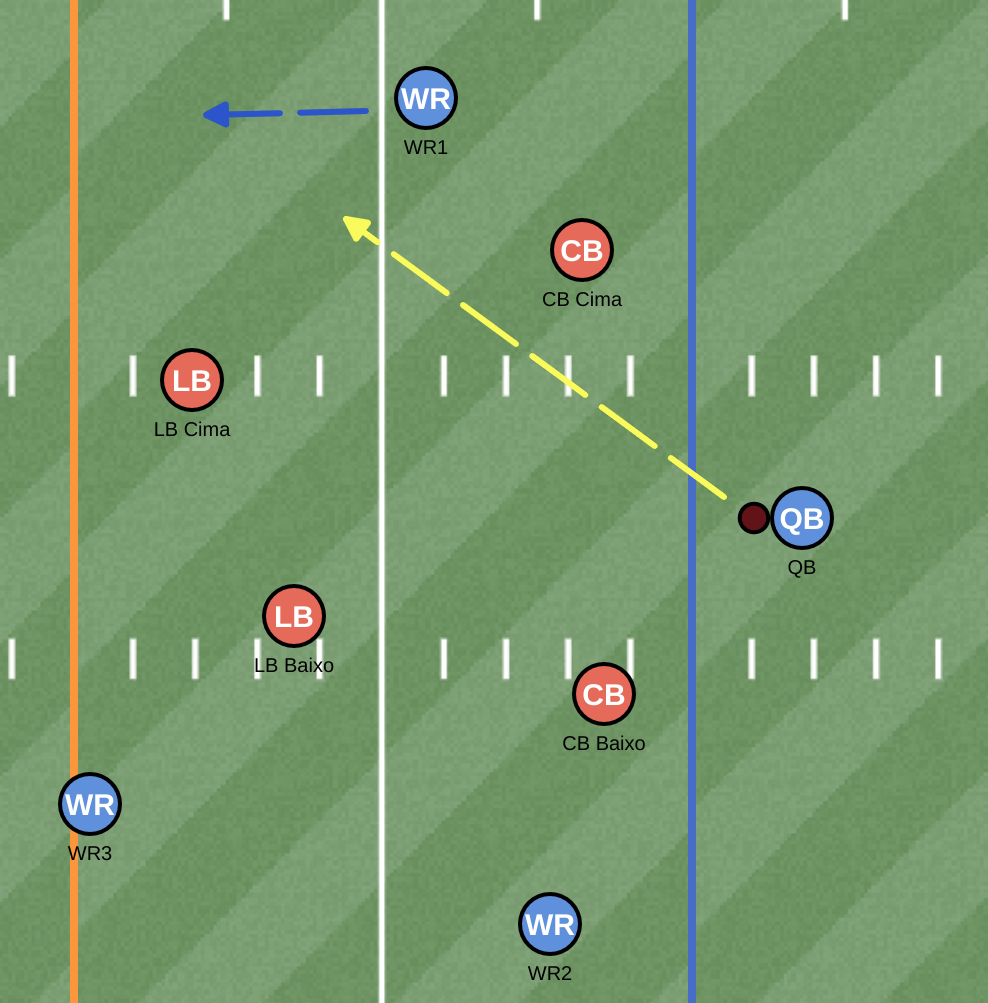 WR
WR1
CB
CB Cima
LB
LB Cima
QB
QB
LB
LB Baixo
CB
CB Baixo
WR
WR3
WR
WR2